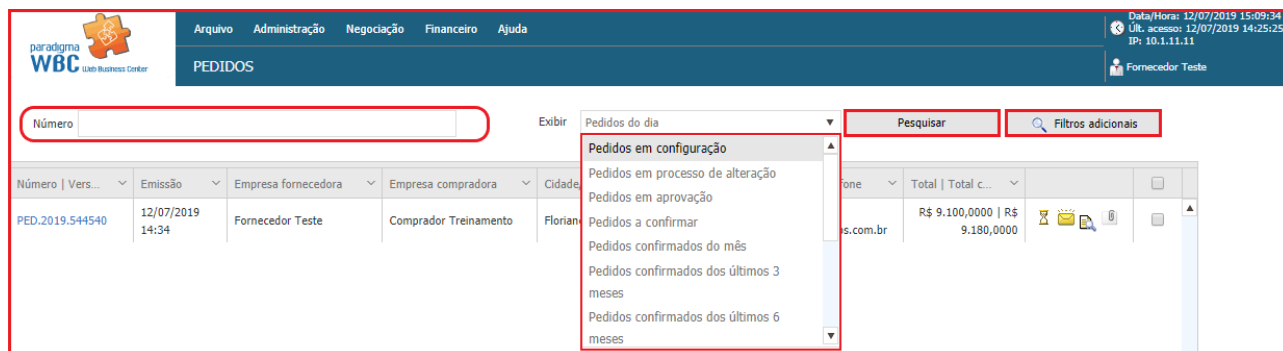 paradigma
WBC Web Business Center
Arquivo Administração Negociação Financeiro Ajuda
Data/Hora: 12/07/2019 15:09:34
Últ. acesso: 12/07/2019 14:25:25
IP: 10.1.11.11
PEDIDOS
Fornecedor Teste
Número
Exibir
Pedidos do dia
Pesquisar
Filtros adicionais
Pedidos em configuração
Pedidos em processo de alteração
Pedidos em aprovação
Pedidos a confirmar
Pedidos confirmados do mês
Pedidos confirmados dos últimos 3
meses
Pedidos confirmados dos últimos 6
meses
Número | Vers... Emissão Empresa fornecedora Empresa compradora Cidade, fone Total | Total c...
PED.2019.544540
12/07/2019
14:34
Fornecedor Teste
Comprador Treinamento
Florian
os.com.br
R$ 9.100,0000 | R$
9.180,0000